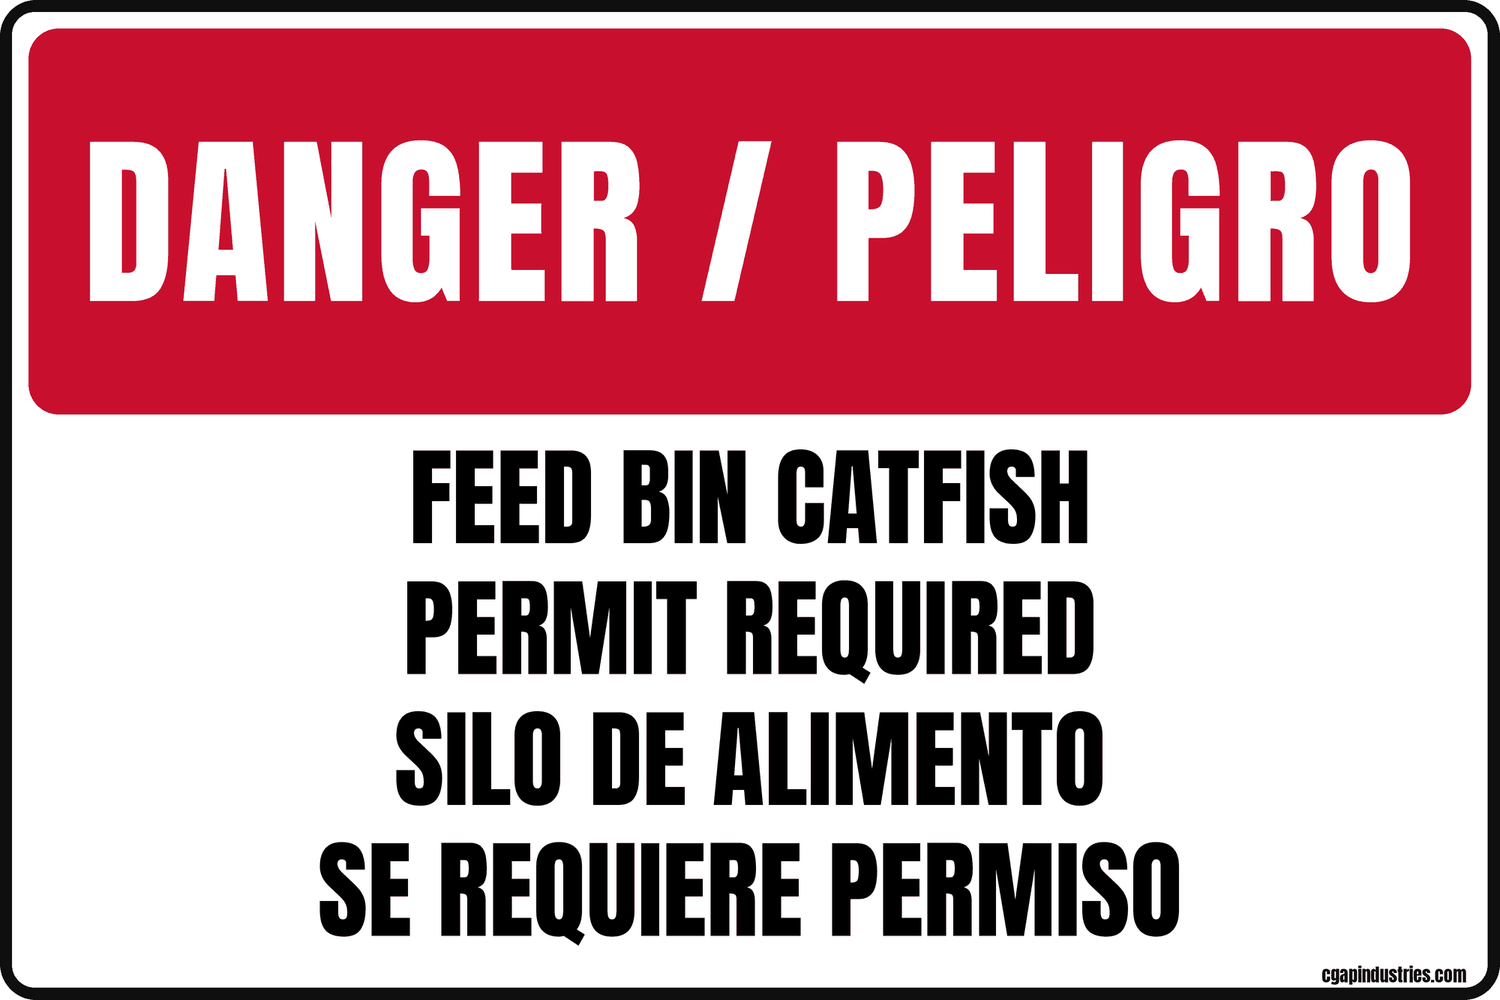 DANGER / PELIGRO
FEED BIN CATFISH
PERMIT REQUIRED
SILO DE ALIMENTO
SE REQUIERE PERMISO
cgapindustries.com